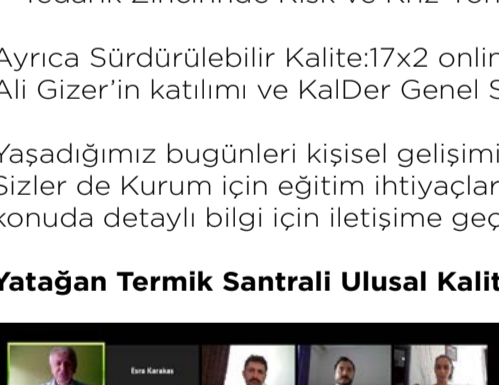 Ayrıca Sürdürülebilir Kalite:17x2 onlin
Ali Gizer'in katılımı ve KalDer Genel S
Yaşadığımız bugünleri kişisel gelişimi
Sizler de Kurum için eğitim ihtiyaçlar
konuda detaylı bilgi için iletişime geç
Yatağan Termik Santrali Ulusal Kalit
Esra Karakas